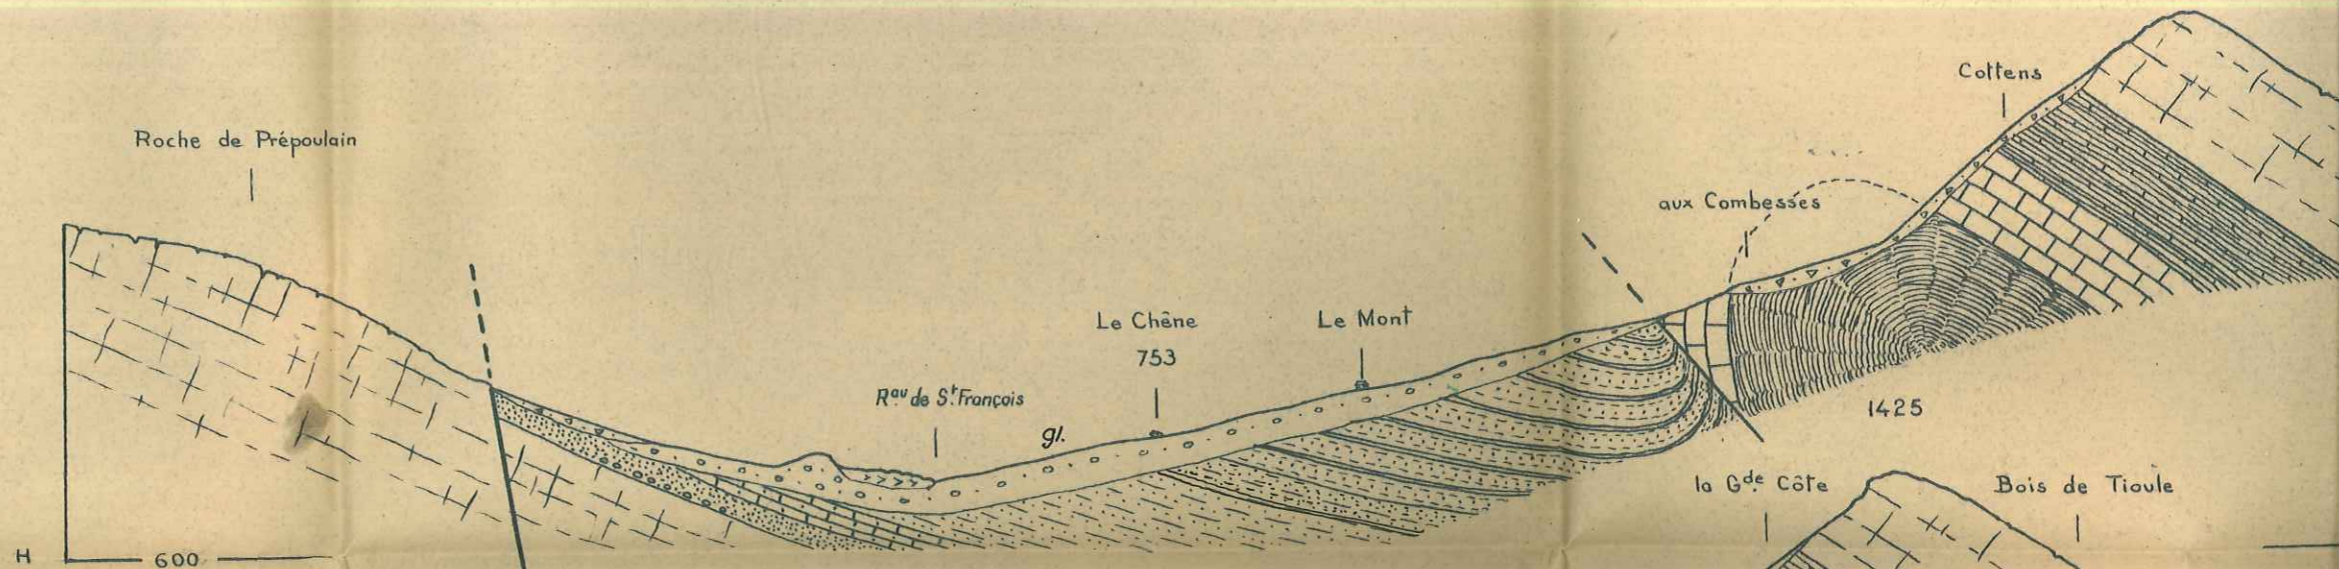 Cottens
Roche de Prépoulain
aux Combesses
Le Chêne
753
Le Mont
Rau de St. François
gl.
1425
la Gde. Côte
Bois de Tioule
H
600